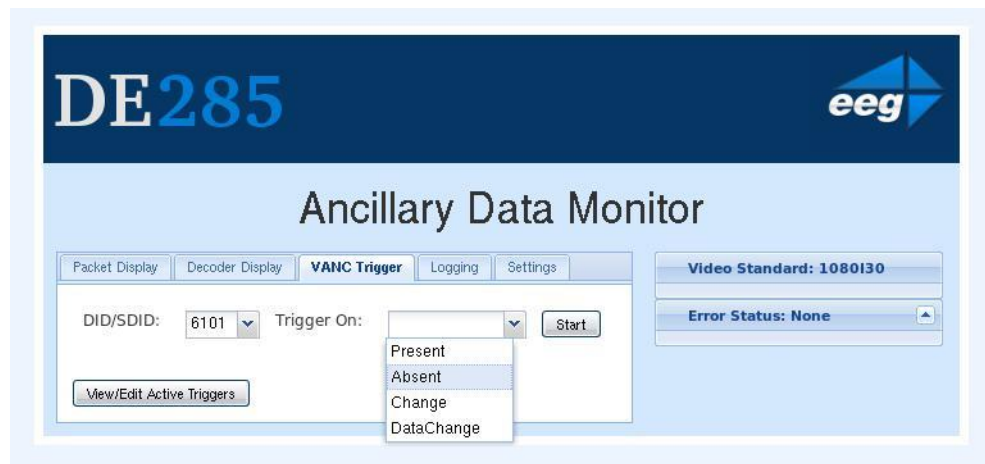 DE285
eeg
Ancillary Data Monitor
Packet Display Decoder Display VANC Trigger Logging Settings
Video Standard: 1080I30
Error Status: None
DID/SDID: 6101 Trigger On: Start
Present
Absent
Change
DataChange
View/Edit Active Triggers